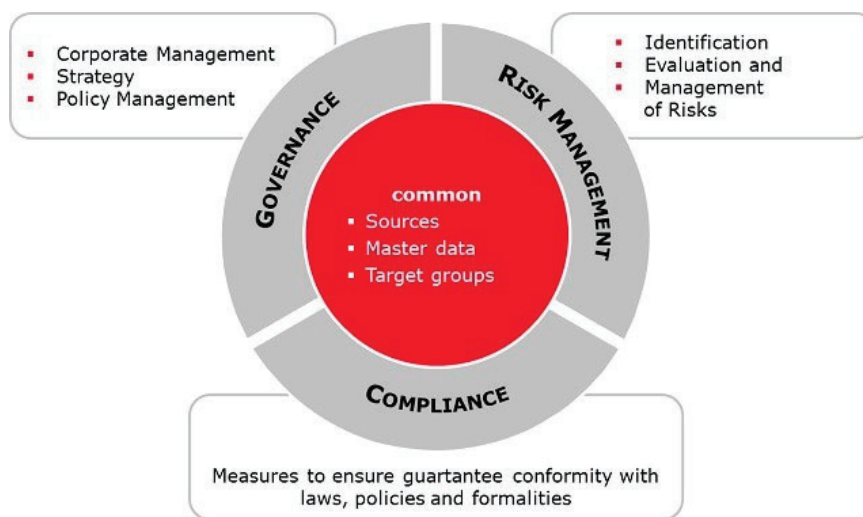 Corporate Management
Strategy
Policy Management
Identification
Evaluation and
Management
of Risks
GOVERNANCE
RISK MANAGEMENT
common
Sources
Master data
Target groups
COMPLIANCE
Measures to ensure guartantee conformity with
laws, policies and formalities